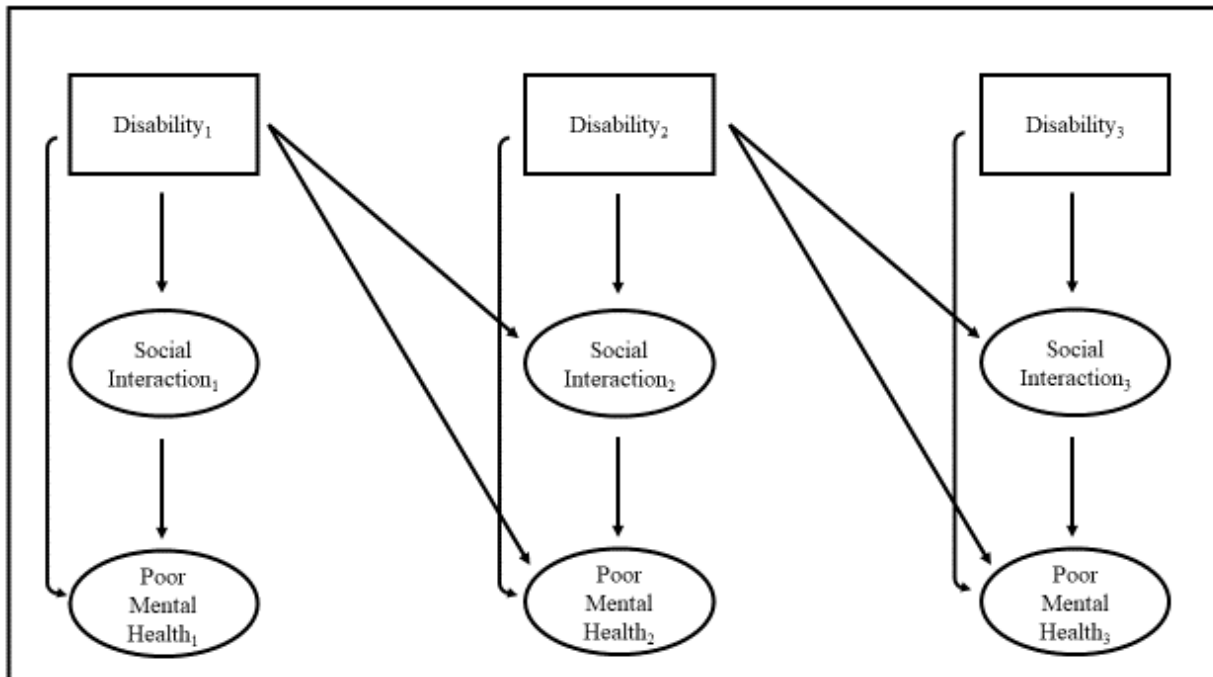 Disability₁
Disability₂
Disability₃
Social
Interaction₁
Social
Interaction₂
Social
Interaction₃
Poor
Mental
Health₁
Poor
Mental
Health₂
Poor
Mental
Health₃